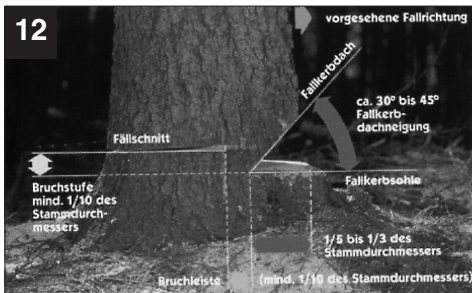 12
vorgesehene Fallrichtung
Fallkerbdach
ca. 30° bis 45°
Fallkerb-
dachneigung
Fällschnitt
Bruchstufe
mind. 1/10 des
Stammdurch-
messers
Fallkerbsohle
1/5 bis 1/3 des
Stammdurchmessers
Bruchleiste
(mind. 1/10 des Stammdurchmessers)